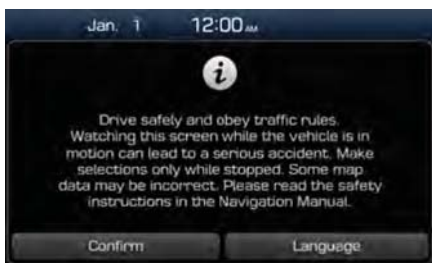 Jan. 1 12:00 AM
i
Drive safely and obey traffic rules.
Watching this screen while the vehicle is in
motion can lead to a serious accident. Make
selections only while stopped. Some map
data may be incorrect. Please read the safety
instructions in the Navigation Manual.
Confirm Language